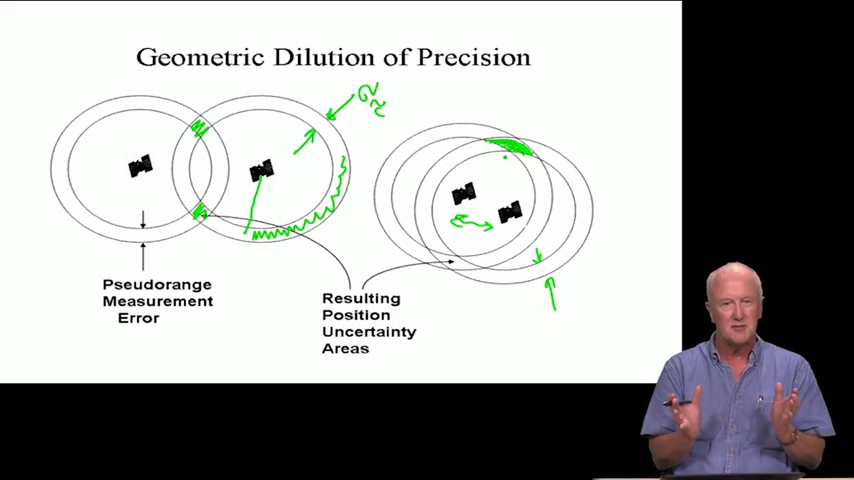 Geometric Dilution of Precision
Pseudorange
Measurement
Error
Resulting
Position
Uncertainty
Areas